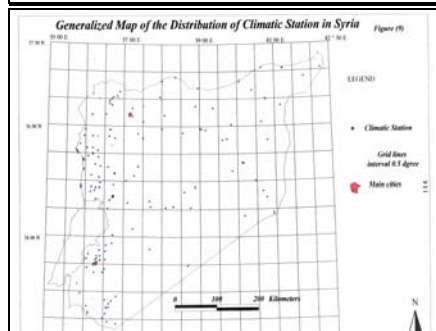 Generalized Map of the Distribution of Climatic Station in Syria
Figure (9)
LEGEND
Climatic Station
Grid lines
interval 0.5 dgree
Main cities
0 100 200 Kilometers
N